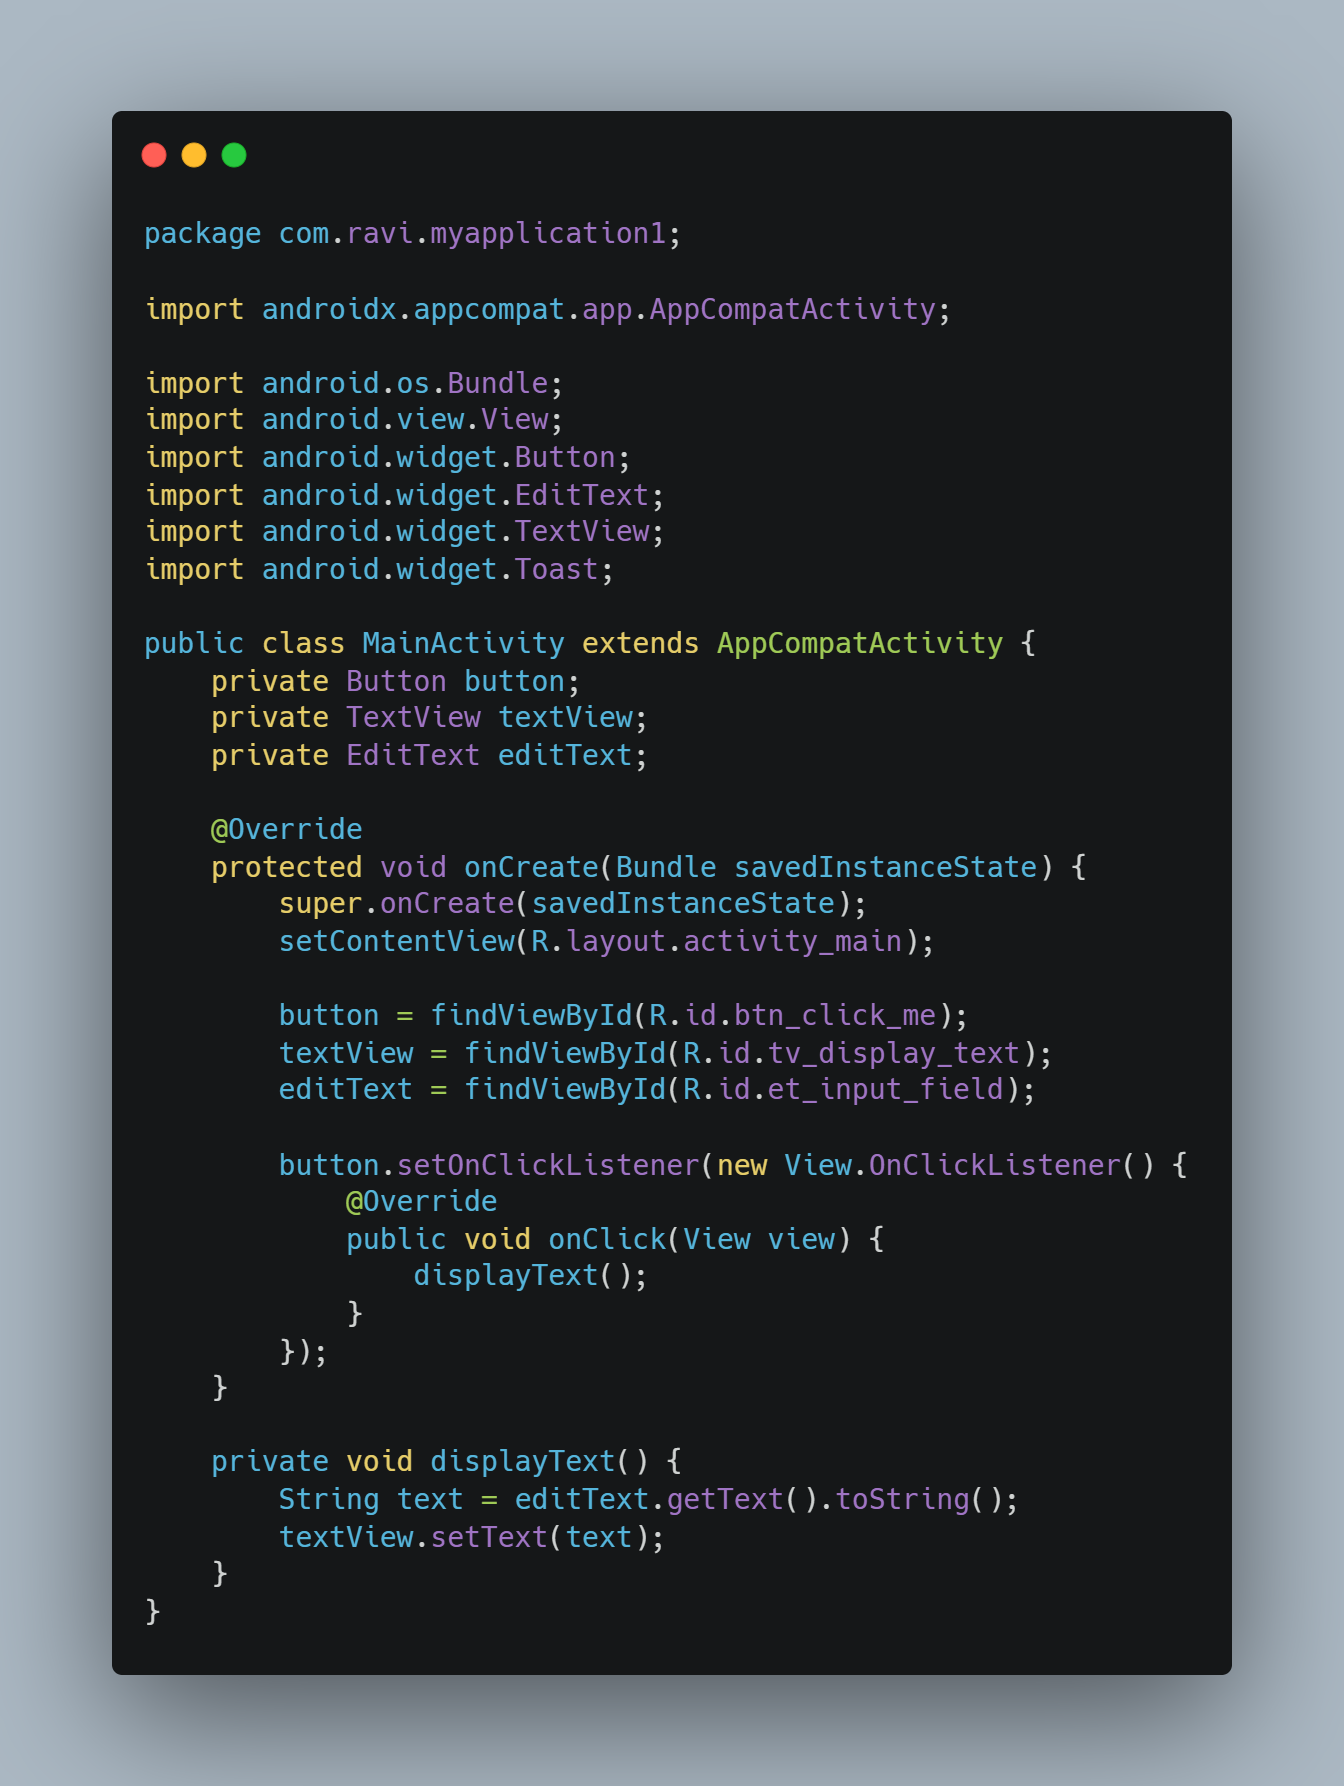 package com.ravi.myapplication1;

import androidx.appcompat.app.AppCompatActivity;

import android.os.Bundle;
import android.view.View;
import android.widget.Button;
import android.widget.EditText;
import android.widget.TextView;
import android.widget.Toast;

public class MainActivity extends AppCompatActivity {
    private Button button;
    private TextView textView;
    private EditText editText;

    @Override
    protected void onCreate(Bundle savedInstanceState) {
        super.onCreate(savedInstanceState);
        setContentView(R.layout.activity_main);

        button = findViewById(R.id.btn_click_me);
        textView = findViewById(R.id.tv_display_text);
        editText = findViewById(R.id.et_input_field);

        button.setOnClickListener(new View.OnClickListener() {
            @Override
            public void onClick(View view) {
                displayText();
            }
        });
    }

    private void displayText() {
        String text = editText.getText().toString();
        textView.setText(text);
    }
}